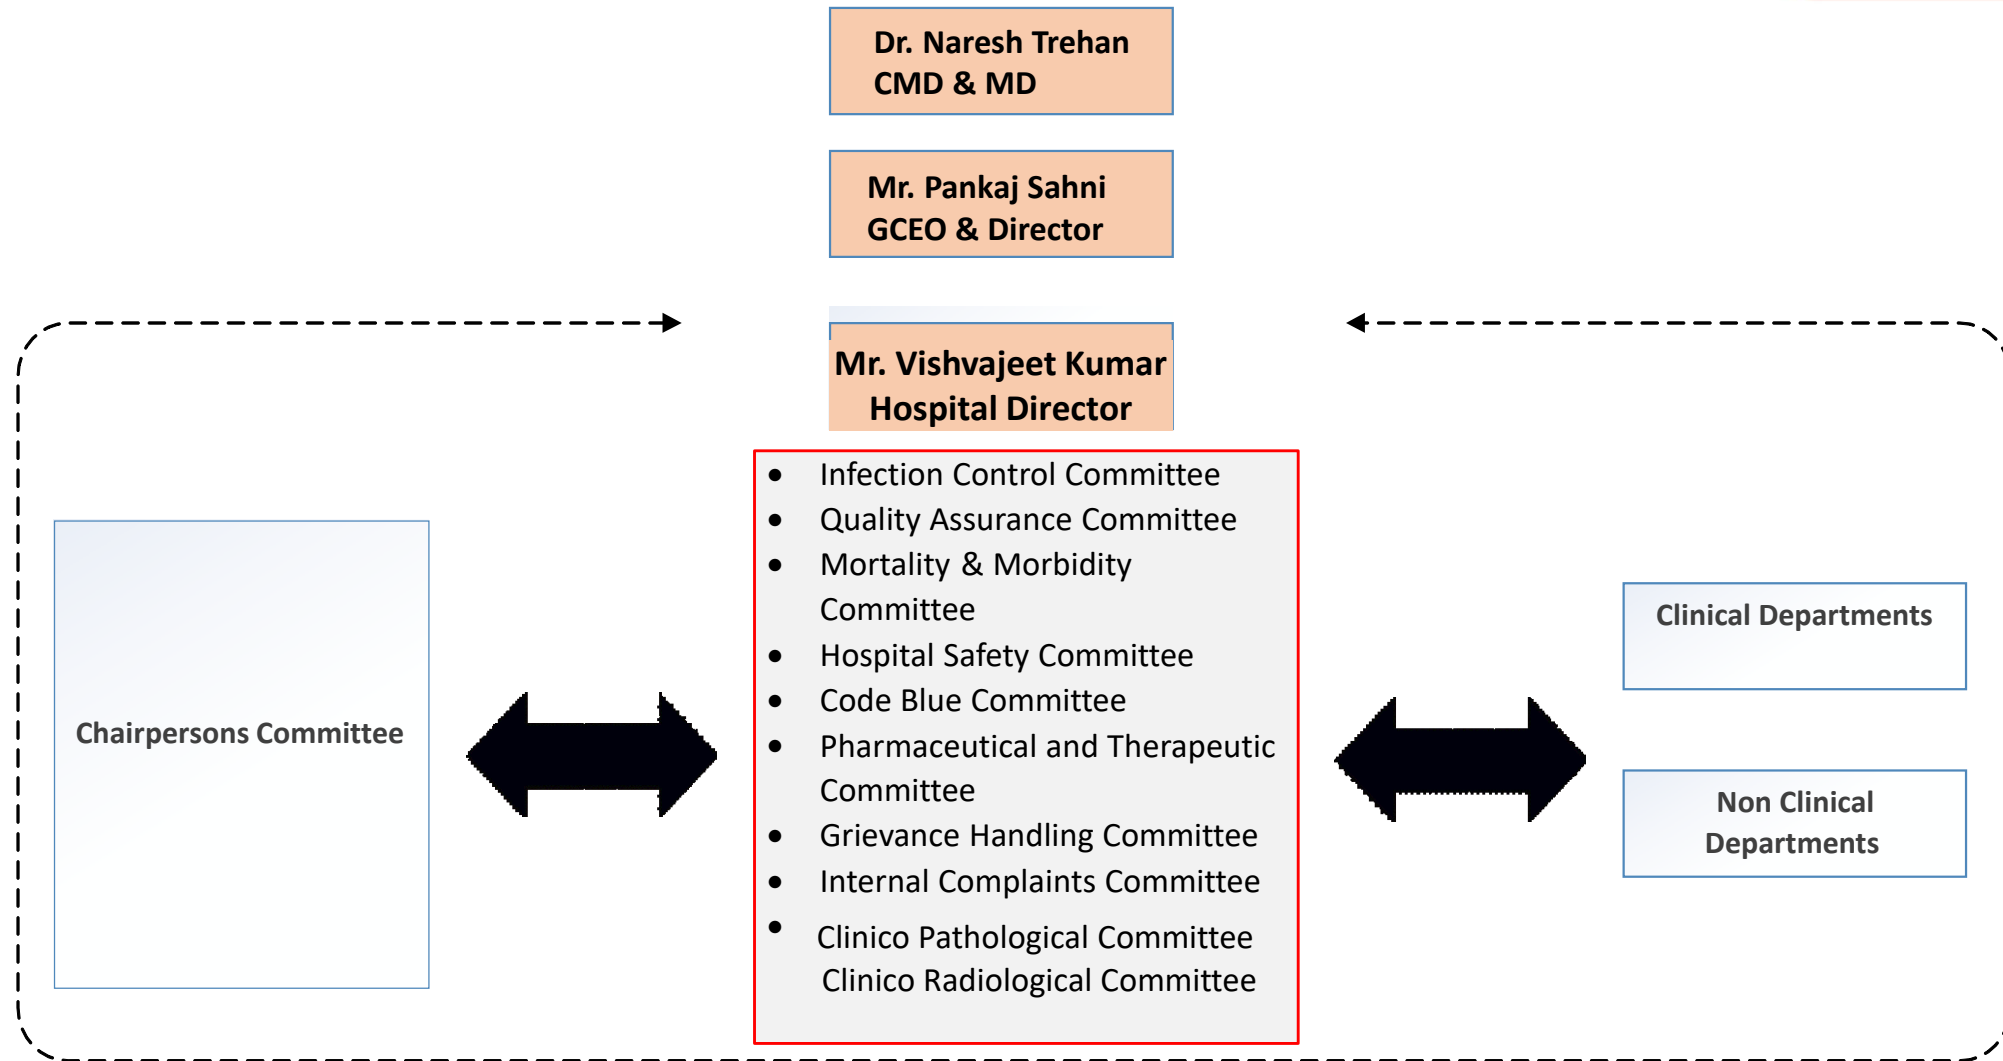 Dr. Naresh Trehan
CMD & MD
Mr. Pankaj Sahni
GCEO & Director
Mr. Vishvajeet Kumar
Hospital Director
Chairpersons Committee
• Infection Control Committee
• Quality Assurance Committee
• Mortality & Morbidity
Committee
• Hospital Safety Committee
• Code Blue Committee
• Pharmaceutical and Therapeutic
Committee
• Grievance Handling Committee
• Internal Complaints Committee
• Clinico Pathological Committee
Clinico Radiological Committee
Clinical Departments
Non Clinical
Departments